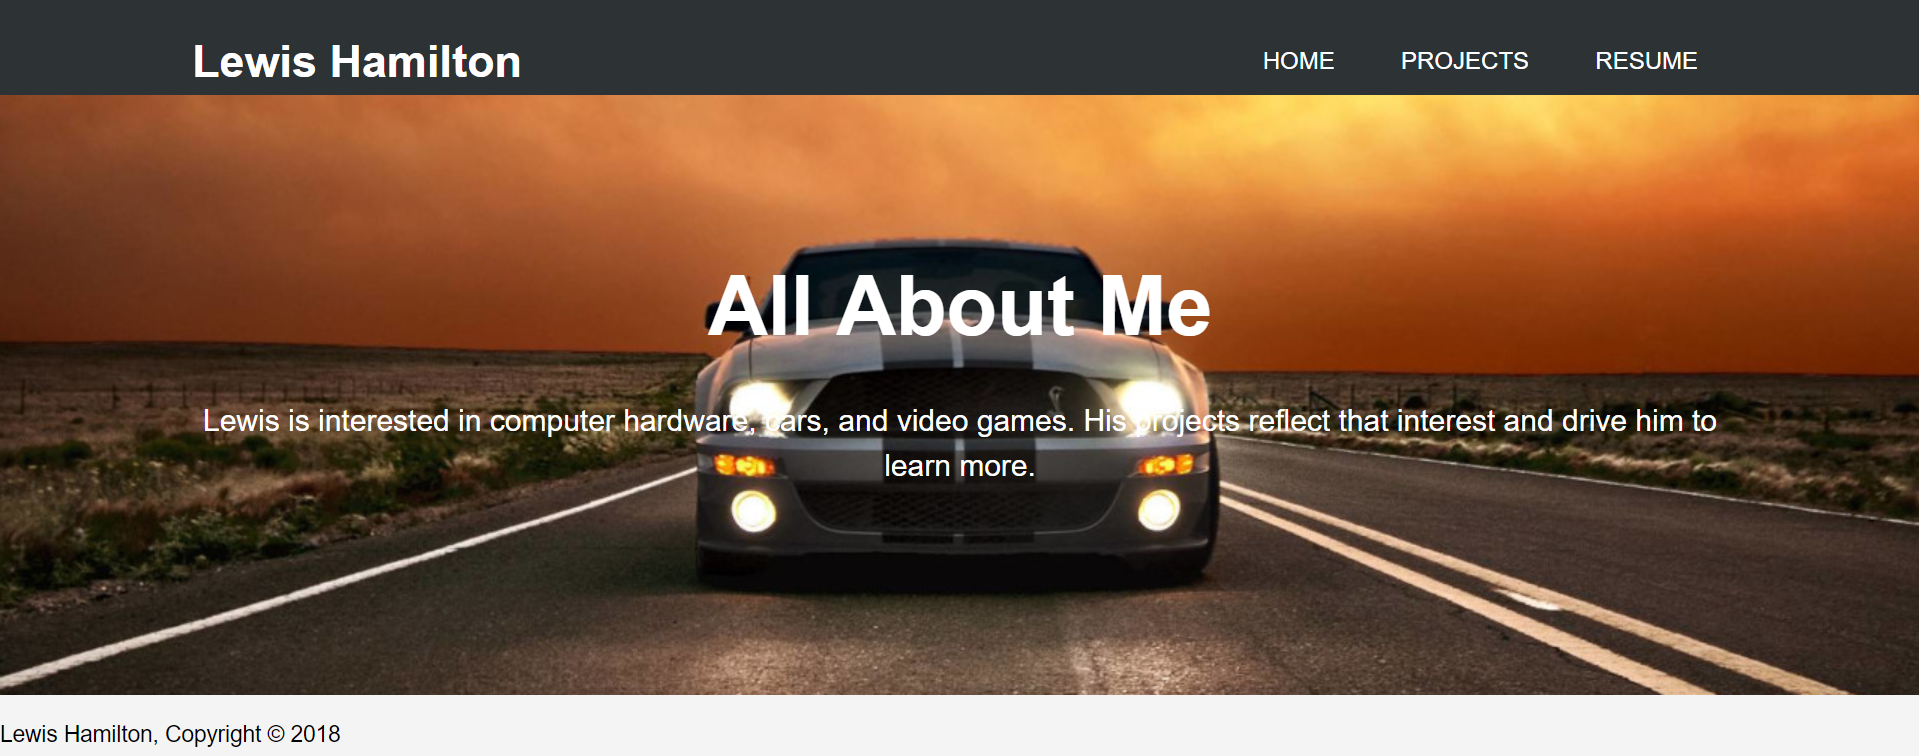 Lewis Hamilton
HOME PROJECTS RESUME
All About Me
Lewis is interested in computer hardware, cars, and video games. His projects reflect that interest and drive him to
learn more.
Lewis Hamilton, Copyright © 2018